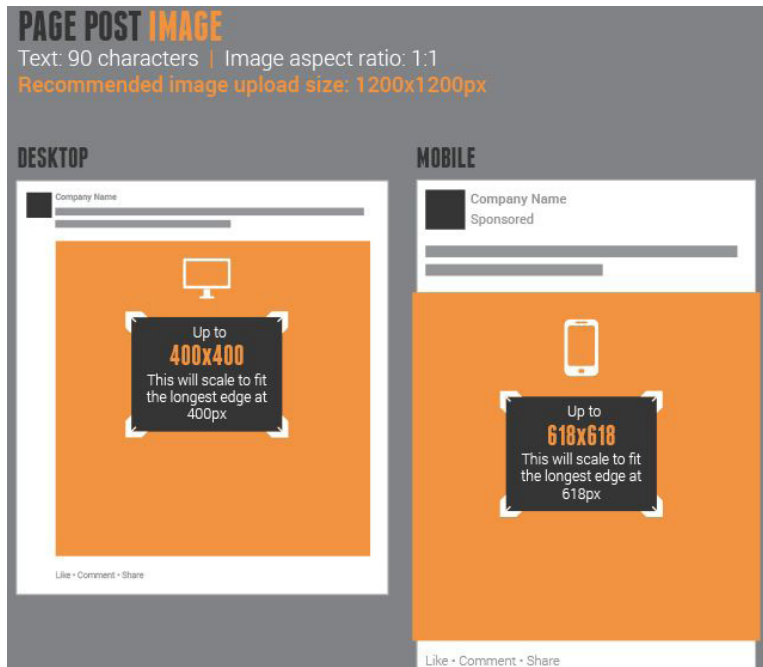 PAGE POST IMAGE
Text: 90 characters | Image aspect ratio: 1:1
Recommended image upload size: 1200x1200px
DESKTOP
Company Name
Up to
400x400
This will scale to fit
the longest edge at
400px
Like • Comment • Share
MOBILE
Company Name
Sponsored
Up to
618x618
This will scale to fit
the longest edge at
618px
Like • Comment • Share